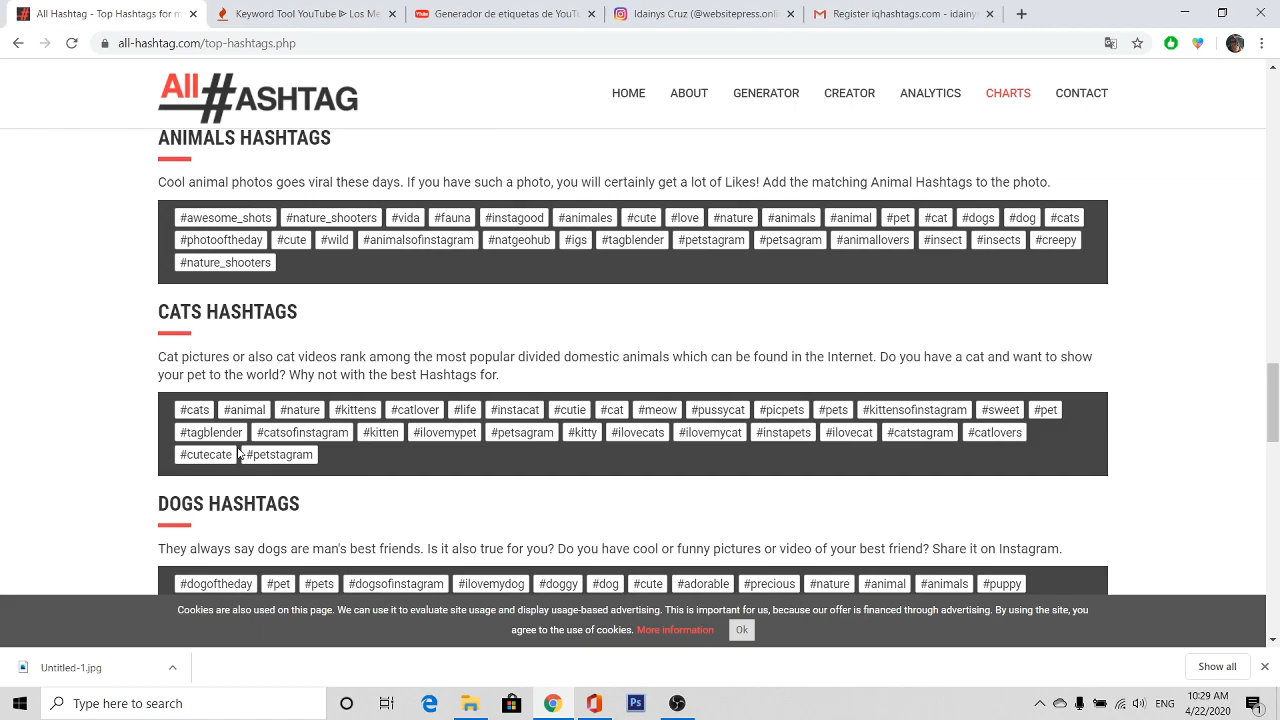 Top Hashtags for m
YouTube
Generador de etiquetas de YouTu
Idaniys Cruz (@wordexpress.onli
Register.com Account - idaniy
all-hashtag.com/top-hashtags.php
All#ASHTAG
HOME ABOUT GENERATOR CREATOR ANALYTICS CHARTS CONTACT
ANIMALS HASHTAGS
Cool animal photos goes viral these days. If you have such a photo, you will certainly get a lot of Likes! Add the matching Animal Hashtags to the photo.
#awesome_shots #nature_shooters #vida #fauna #instagood #animales #cute #love #nature #animals #animal #pet #cat #dogs #dog #cats
#photooftheday #cute #wild #animalsofinstagram #natgeohub #igs #tagblender #petstagram #petsagram #animallovers #insect #insects #creepy
#nature_shooters
CATS HASHTAGS
Cat pictures or also cat videos rank among the most popular divided domestic animals which can be found in the Internet. Do you have a cat and want to show
your pet to the world? Why not with the best Hashtags for.
#cats #animal #nature #kittens #catlover #life #instacat #cutie #cat #meow #pussycat #picpets #pets #kittensofinstagram #sweet #pet
#tagblender #catsofinstagram #kitten #ilovemypet #petsagram #kitty #ilovecats #ilovemycat #instapets #ilovecat #catstagram #catlovers
#cutecate #petstagram
DOGS HASHTAGS
They always say dogs are man's best friends. Is it also true for you? Do you have cool or funny pictures or video of your best friend? Share it on Instagram.
#dogoftheday #pet #pets #dogsofinstagram #ilovemydog #doggy #dog #cute #adorable #precious #nature #animal #animals #puppy
Cookies are also used on this page. We can use it to evaluate site usage and display usage-based advertising. This is important for us, because our offer is financed through advertising. By using the site, you
agree to the use of cookies. More information Ok
Untitled-1.jpg
Show all
Type here to search
ENG
10:29 AM
4/22/2020